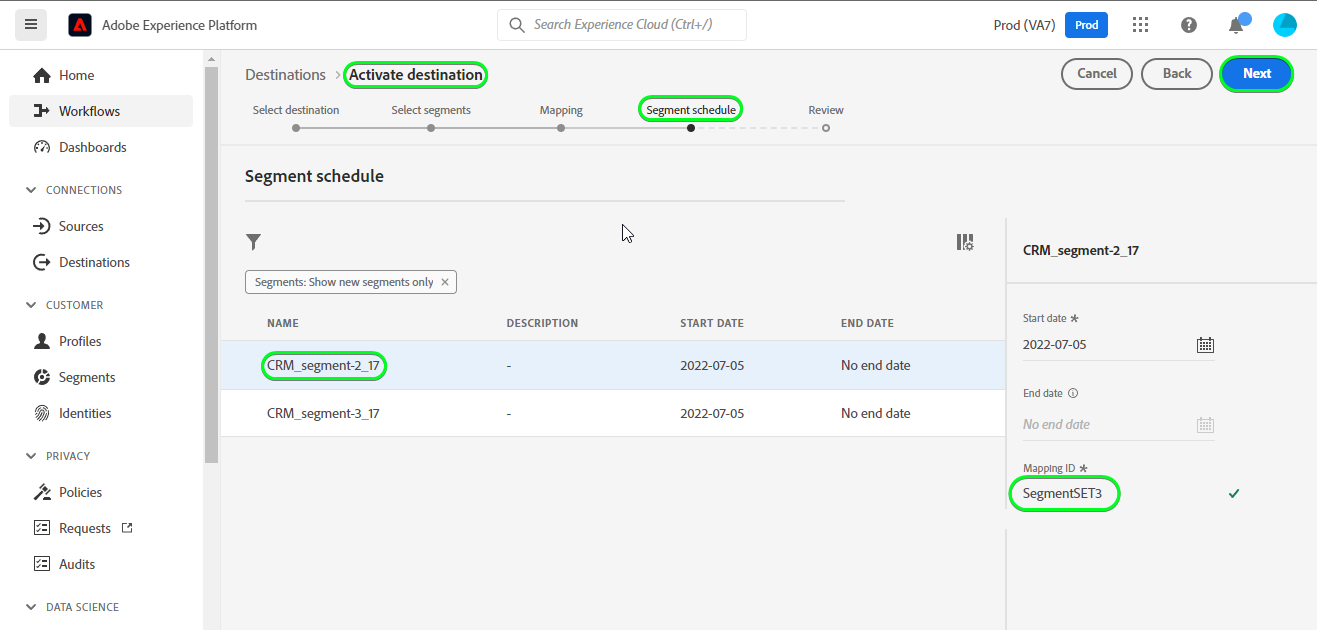 Adobe Experience Platform
Search Experience Cloud (Ctrl+/)
Prod (VA7)
Prod
Home
Workflows
Dashboards
CONNECTIONS
Sources
Destinations
CUSTOMER
Profiles
Segments
Identities
PRIVACY
Policies
Requests
Audits
DATA SCIENCE
Destinations > Activate destination
Cancel
Back
Next
Select destination
Select segments
Mapping
Segment schedule
Review
Segment schedule
Segments: Show new segments only ×
NAME DESCRIPTION START DATE END DATE
CRM_segment-2_17 - 2022-07-05 No end date
CRM_segment-3_17 - 2022-07-05 No end date
CRM_segment-2_17
Start date *
2022-07-05
End date
No end date
Mapping ID *
SegmentSET3